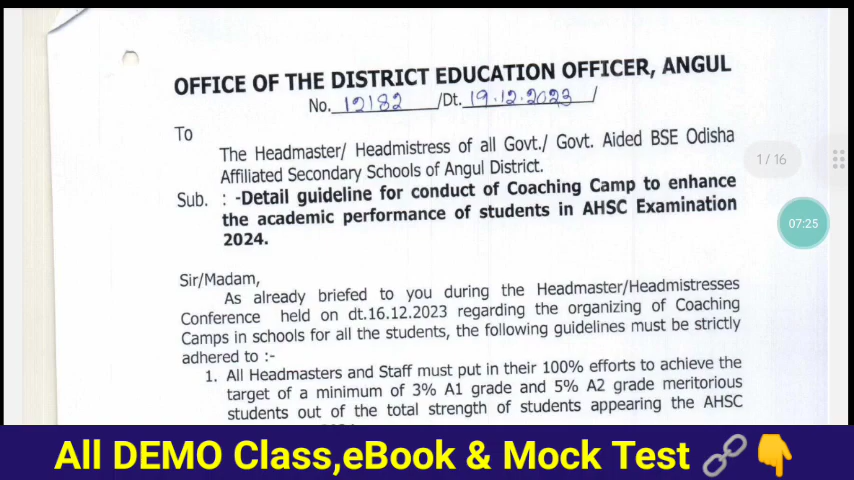 OFFICE OF THE DISTRICT EDUCATION OFFICER, ANGUL
No. 12182 /Dt. 19.12.2023 /
To
The Headmaster/ Headmistress of all Govt./ Govt. Aided BSE Odisha
Affiliated Secondary Schools of Angul District.
Sub. : -Detail guideline for conduct of Coaching Camp to enhance
the academic performance of students in AHSC Examination
2024.
1 / 16
07:25
Sir/Madam,
As already briefed to you during the Headmaster/Headmistresses
Conference held on dt.16.12.2023 regarding the organizing of Coaching
Camps in schools for all the students, the following guidelines must be strictly
adhered to :-
1. All Headmasters and Staff must put in their 100% efforts to achieve the
target of a minimum of 3% A1 grade and 5% A2 grade meritorious
students out of the total strength of students appearing the AHSC
All DEMO Class,eBook & Mock Test